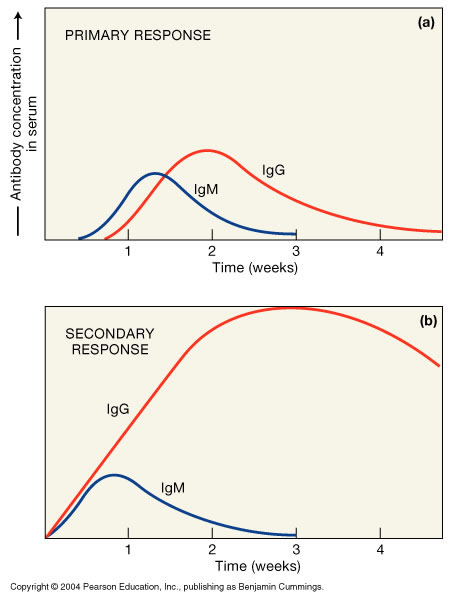 (a)
PRIMARY RESPONSE
Antibody concentration
in serum
IgG
IgM
1 2 3 4
Time (weeks)
(b)
SECONDARY
RESPONSE
IgG
IgM
1 2 3 4
Time (weeks)
Copyright © 2004 Pearson Education, Inc., publishing as Benjamin Cummings.